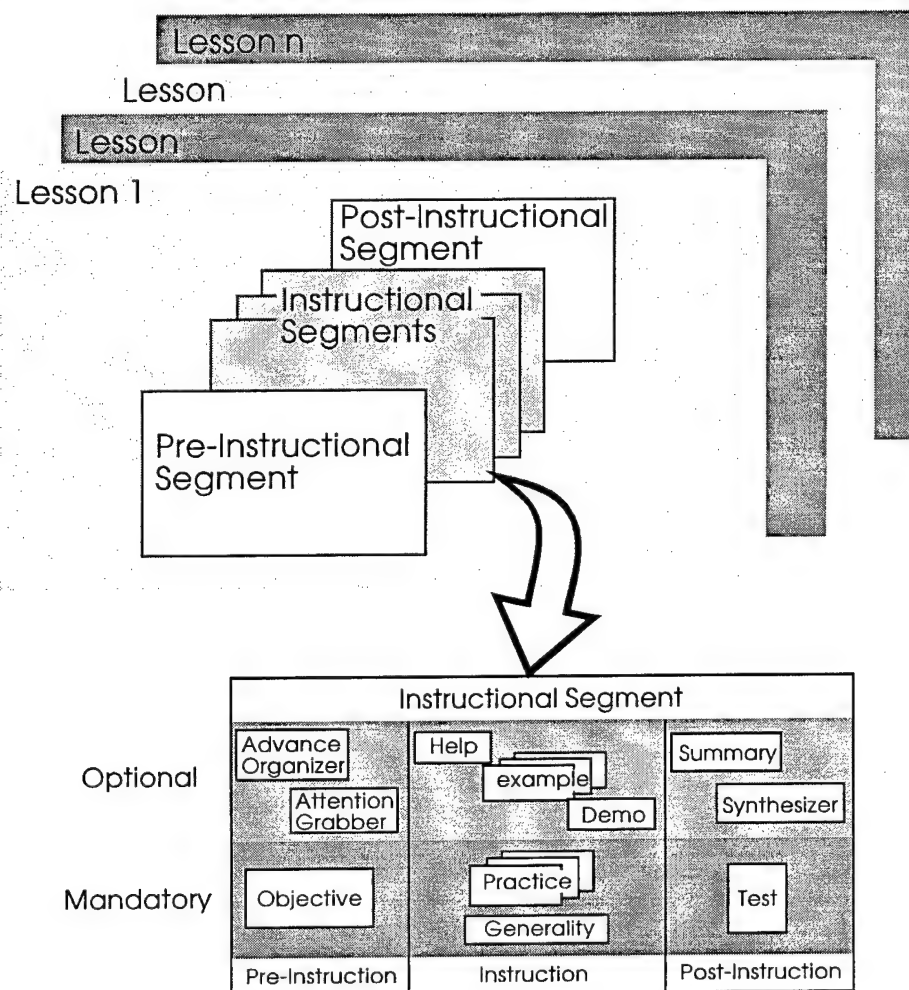 Lesson n
Lesson
Lesson
Lesson 1
Post-Instructional
Segment
Instructional
Segments
Pre-Instructional
Segment
Instructional Segment
Optional
Advance
Organizer
Attention
Grabber
Help
example
Demo
Summary
Synthesizer
Mandatory
Objective
Practice
Generality
Test
Pre-Instruction
Instruction
Post-Instruction